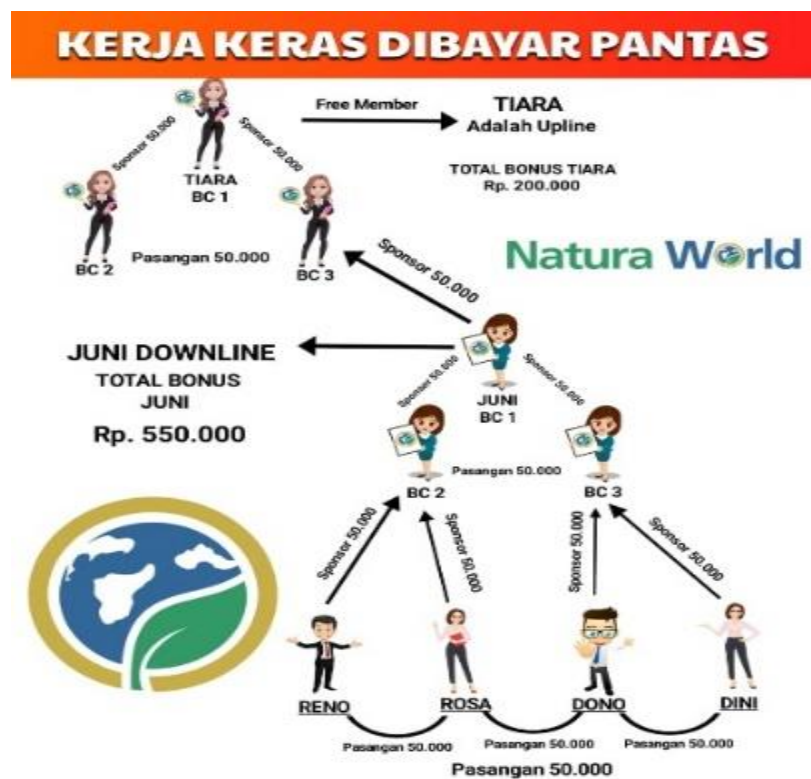 KERJA KERAS DIBAYAR PANTAS
Free Member
TIARA
Adalah Upline
Sponsor 50.000
Sponsor 50.000
TIARA
BC 1
TOTAL BONUS TIARA
Rp. 200.000
BC 2
Pasangan 50.000
BC 3
Natura World
Sponsor 50.000
JUNI DOWNLINE
TOTAL BONUS
JUNI
Rp. 550.000
Sponsor 50.000
Sponsor 50.000
JUNI
BC 1
BC 2
Pasangan 50.000
BC 3
Sponsor 50.000
Sponsor 50.000
Sponsor 50.000
Sponsor 50.000
RENO
ROSA
DONO
DINI
Pasangan 50.000
Pasangan 50.000
Pasangan 50.000
Pasangan 50.000